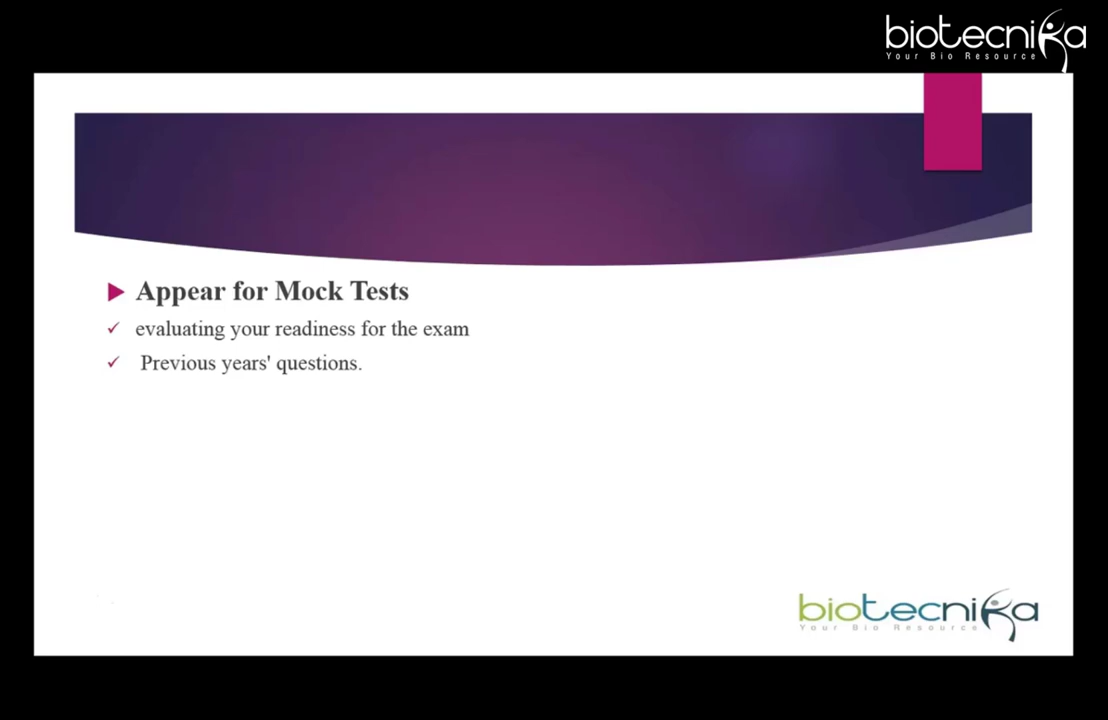 biotecnika
Your Bio Resource
Appear for Mock Tests
evaluating your readiness for the exam
Previous years' questions.
biotecnika
Your Bio Resource